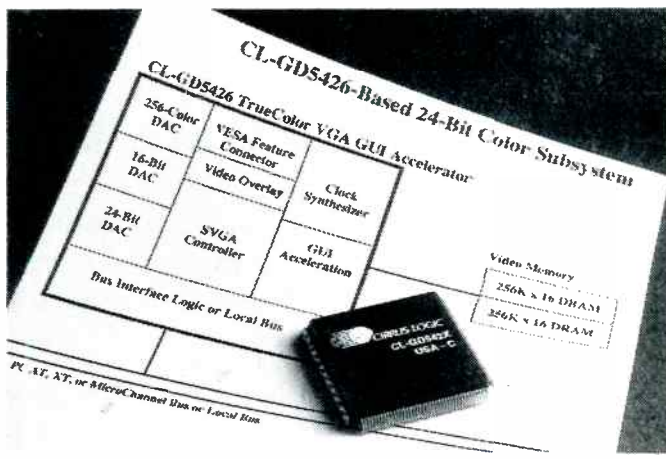 CL-GD5426-Based 24-Bit Color Subsystem
CL-GD5426 TrueColor VGA GUI Accelerator
256-Color
DAC
16-Bit
DAC
24-Bit
DAC
VESA Feature
Connector
Video Overlay
SVGA
Controller
Clock
Synthesizer
GUI
Acceleration
Bus Interface Logic or Local Bus
Video Memory
256K x 16 DRAM
256K x 16 DRAM
PC AT, XT, or MicroChannel Bus or Local Bus
CIRRUS LOGIC
CL-GD542X
USA - C